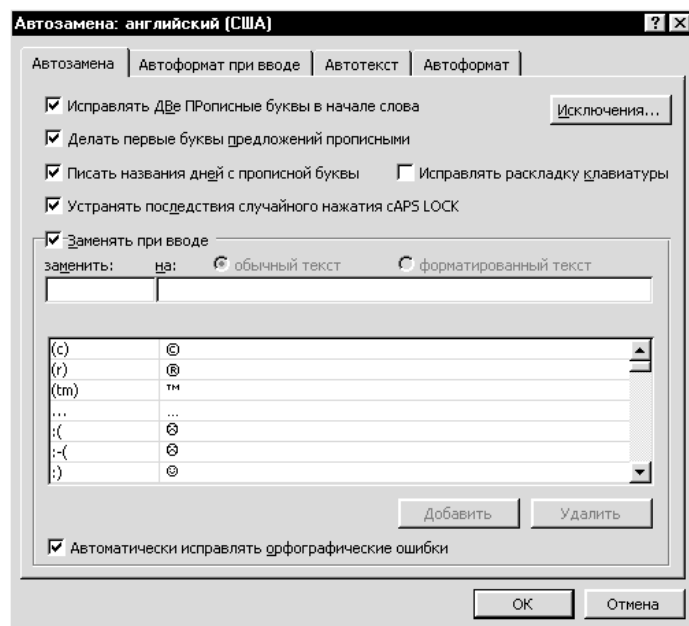 Автозамена: английский (США)
Автозамена Автоформат при вводе Автотекст Автоформат
Исправлять ДВе ПРописные буквы в начале слова Исключения...
Делать первые буквы предложений прописными
Писать названия дней с прописной буквы Исправлять раскладку клавиатуры
Устранять последствия случайного нажатия cAPS LOCK
Заменять при вводе
заменить: на: обычный текст форматированный текст
(c) ©
(r) ®
(tm) ™
... …
:( ☹
:-( ☹
:) ☺
Добавить Удалить
Автоматически исправлять орфографические ошибки
ОК Отмена